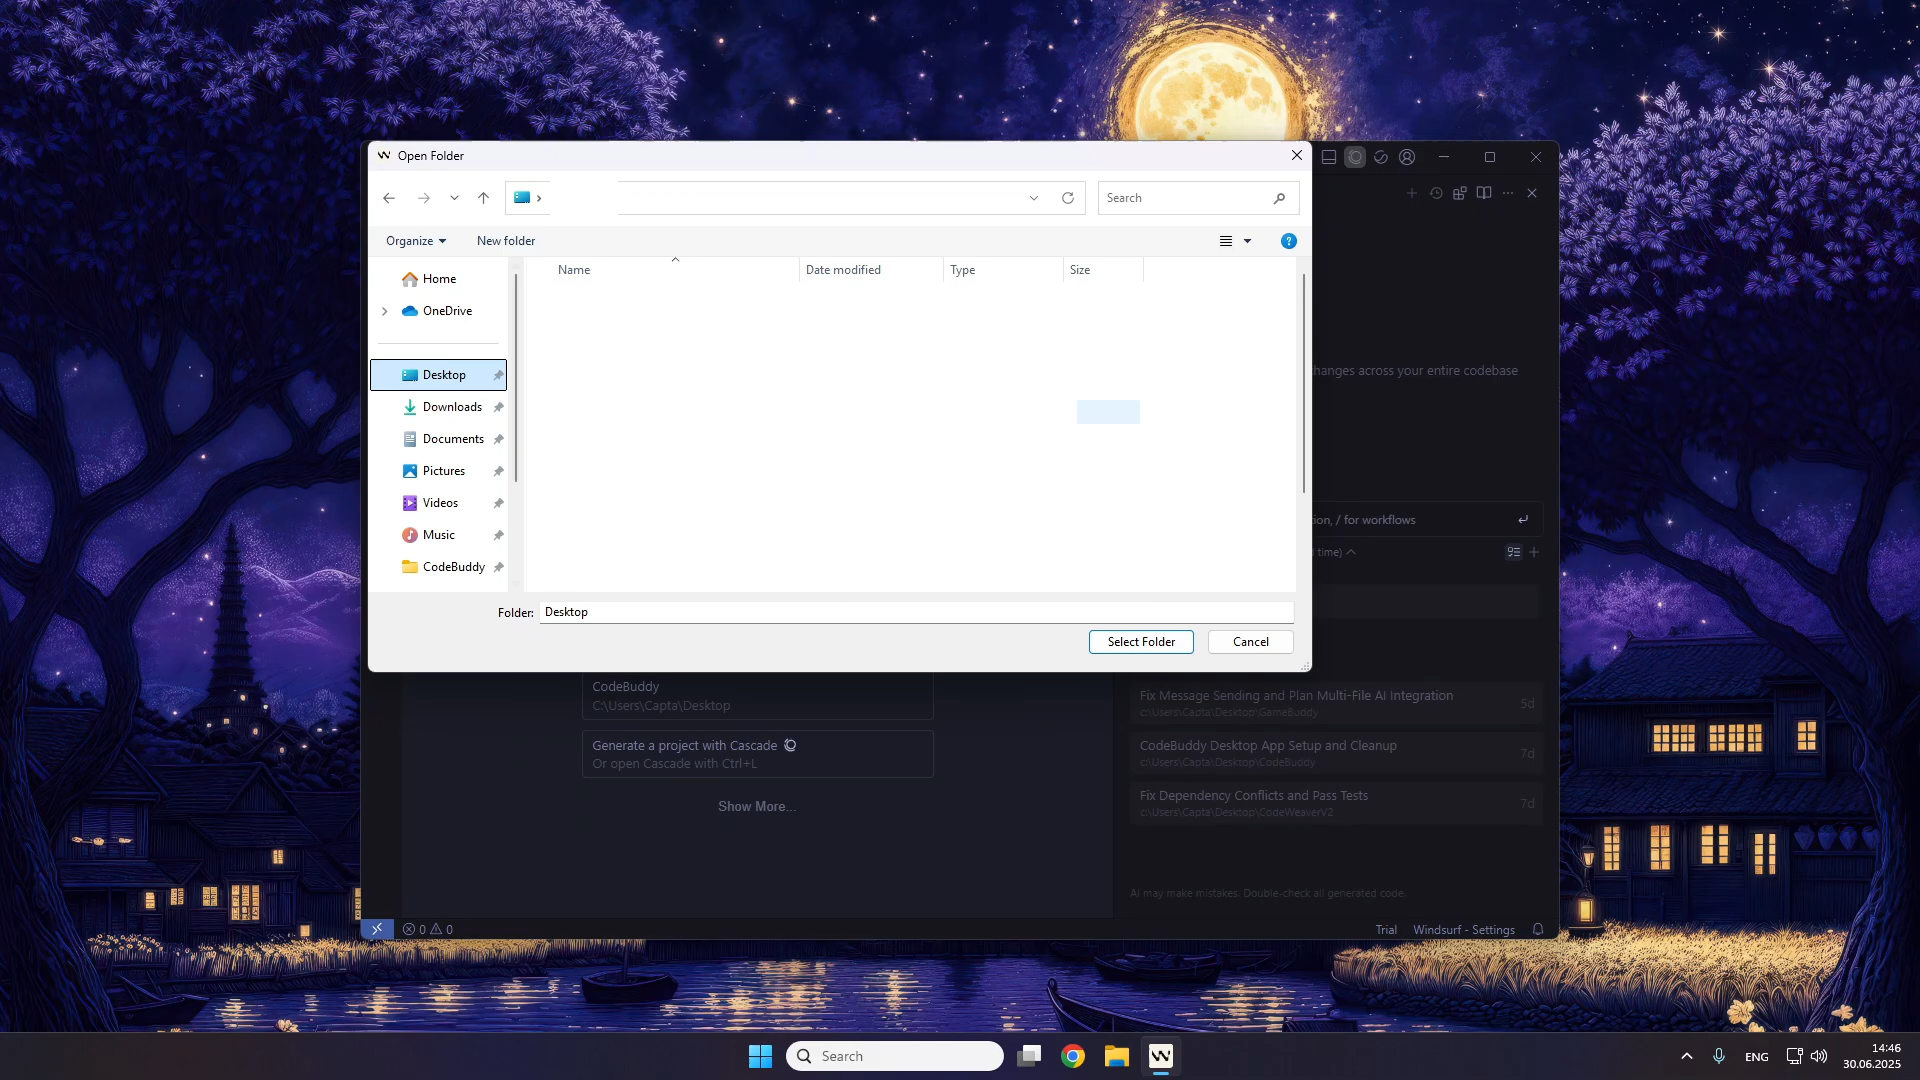 Open Folder
Search
Organize
New folder
Name
Date modified
Type
Size
Home
OneDrive
Desktop
Downloads
Documents
Pictures
Videos
Music
CodeBuddy
Folder:
Desktop
Select Folder
Cancel
hanges across your entire codebase
ion, / for workflows
time)
CodeBuddy
C:\Users\Capta\Desktop
Generate a project with Cascade
Or open Cascade with Ctrl+L
Show More...
Fix Message Sending and Plan Multi-File AI Integration
5d
c:\Users\Capta\Desktop\GameBuddy
CodeBuddy Desktop App Setup and Cleanup
7d
c:\Users\Capta\Desktop\CodeBuddy
Fix Dependency Conflicts and Pass Tests
7d
c:\Users\Capta\Desktop\CodeWeaverV2
AI may make mistakes. Double-check all generated code.
0 0
Trial
Windsurf - Settings
Search
ENG
14:46
30.06.2025